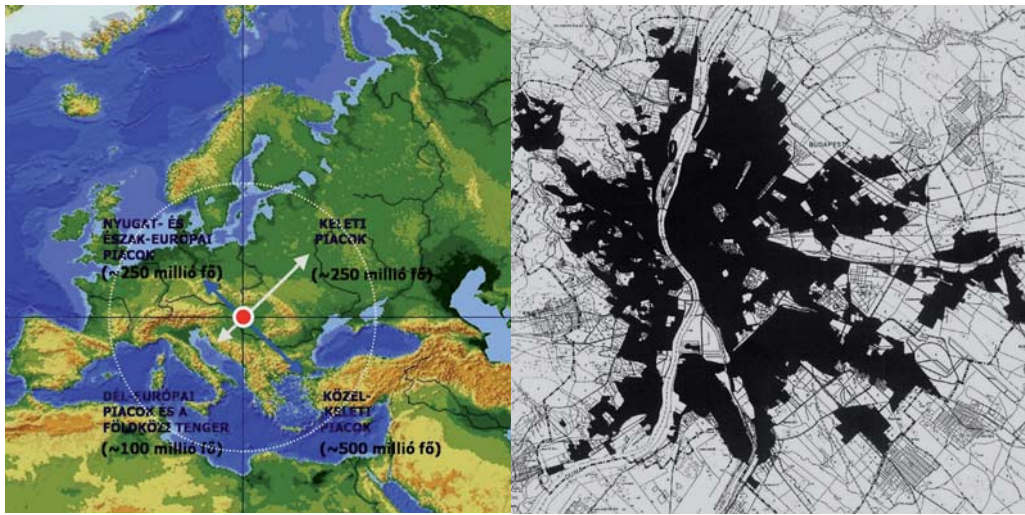 NYUGAT- ÉS
ÉSZAK-EURÓPAI
PIACOK
(~250 millió fő)
KELETI
PIACOK
(~250 millió fő)
DÉL-EURÓPAI
PIACOK ÉS A
FÖLDKÖZI TENGER
(~100 millió fő)
KÖZEL-
KELETI
PIACOK
(~500 millió fő)
BUDAPEST